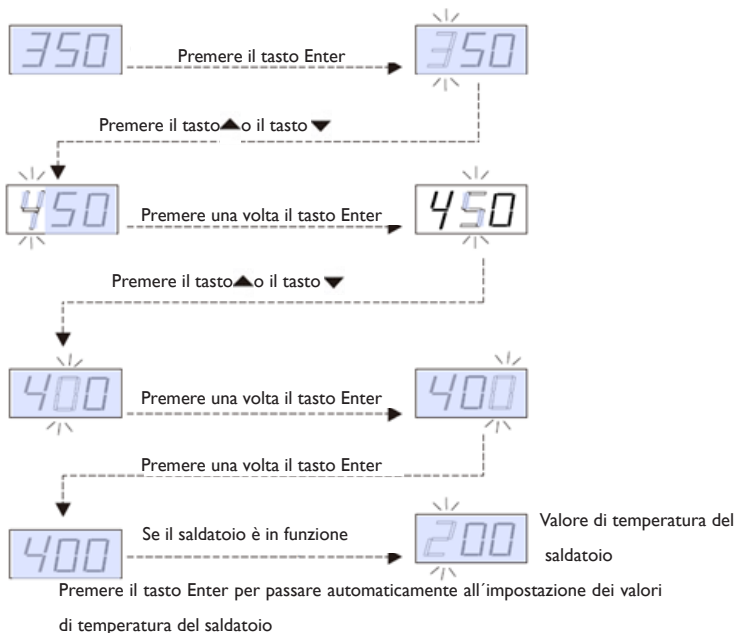 350
Premere il tasto Enter
350
Premere il tasto▲o il tasto▼
450
Premere una volta il tasto Enter
450
Premere il tasto▲o il tasto▼
400
Premere una volta il tasto Enter
400
Premere una volta il tasto Enter
400
Se il saldatoio è in funzione
200
Valore di temperatura del
saldatoio
Premere il tasto Enter per passare automaticamente all´impostazione dei valori
di temperatura del saldatoio